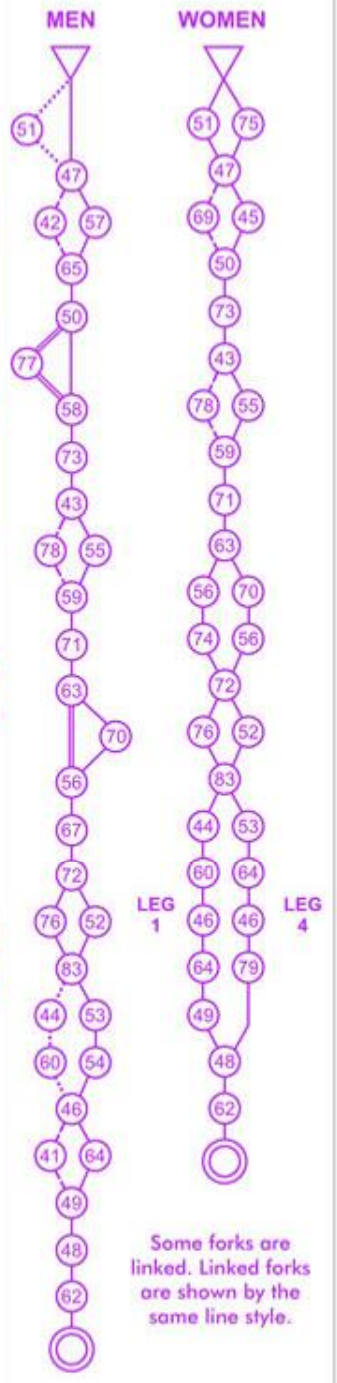 MEN WOMEN
51 75
51
47 47
42 57 69 45
65 50
50 73
77 43
58 78 55
73 59
43 71
78 55 63
59 56 70
71 74 56
63 72
70 76 52
56 83
67 44 53
72 60 64
76 52 LEG 1 46 46 LEG 4
83 64 79
44 53 49
60 54 48
46 62
41 64
49
48
62
Some forks are
linked. Linked forks
are shown by the
same line style.